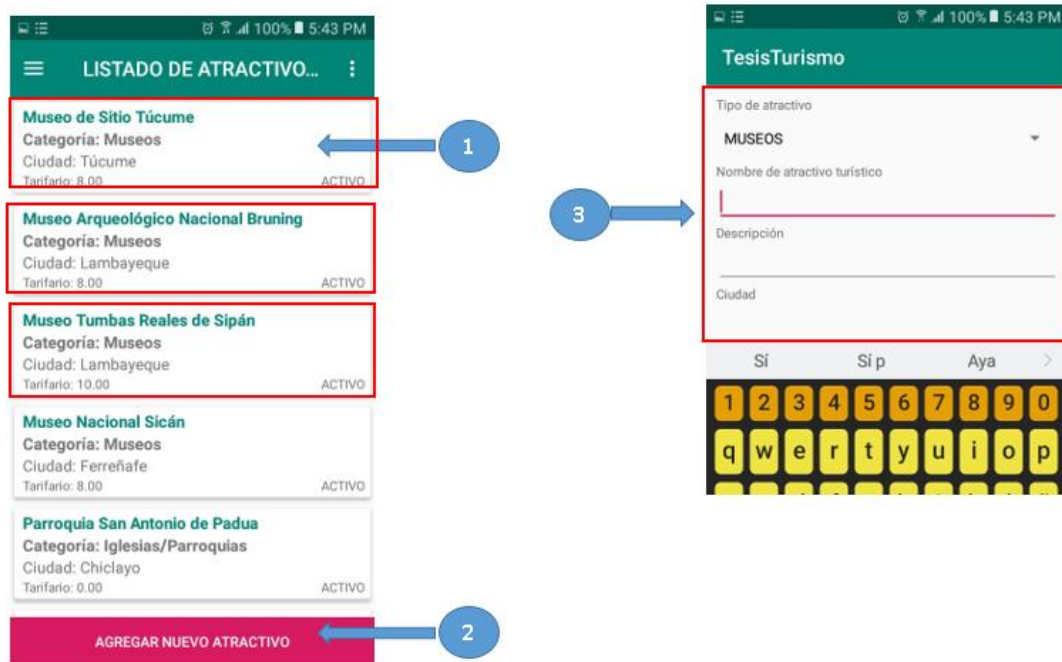 100% 5:43 PM
LISTADO DE ATRACTIVO...
Museo de Sitio Túcume
Categoría: Museos
Ciudad: Túcume
Tarifario: 8.00 ACTIVO
Museo Arqueológico Nacional Bruning
Categoría: Museos
Ciudad: Lambayeque
Tarifario: 8.00 ACTIVO
Museo Tumbas Reales de Sipán
Categoría: Museos
Ciudad: Lambayeque
Tarifario: 10.00 ACTIVO
Museo Nacional Sicán
Categoría: Museos
Ciudad: Ferreñafe
Tarifario: 8.00 ACTIVO
Parroquia San Antonio de Padua
Categoría: Iglesias/Parroquias
Ciudad: Chiclayo
Tarifario: 0.00 ACTIVO
AGREGAR NUEVO ATRACTIVO
1
2
3
100% 5:43 PM
TesisTurismo
Tipo de atractivo
MUSEOS
Nombre de atractivo turístico
Descripción
Ciudad
Sí Sí p Aya
1 2 3 4 5 6 7 8 9 0
q w e r t y u i o p